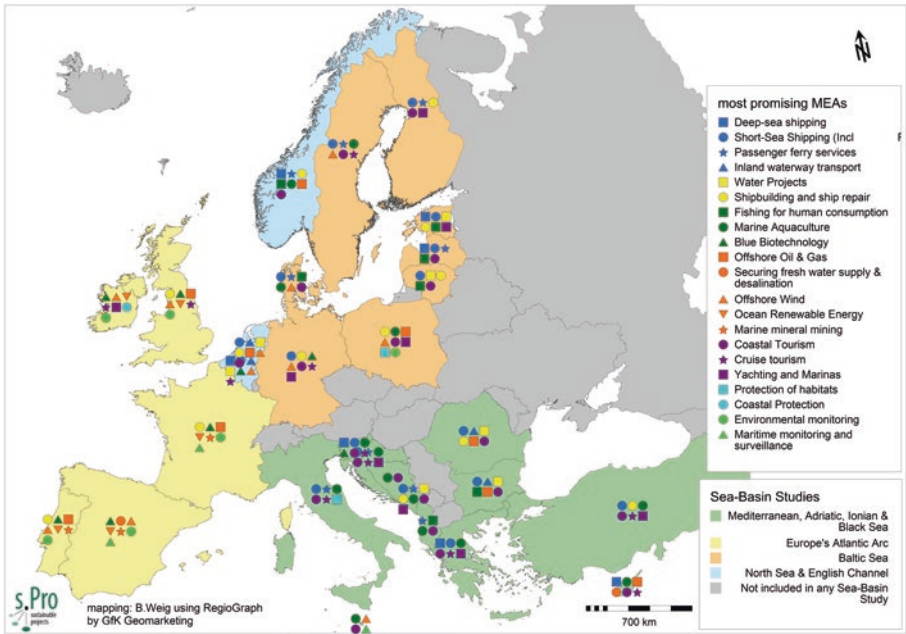 N
most promising MEAs
Deep-sea shipping
Short-Sea Shipping (Incl
Passenger ferry services
Inland waterway transport
Water Projects
Shipbuilding and ship repair
Fishing for human consumption
Marine Aquaculture
Blue Biotechnology
Offshore Oil & Gas
Securing fresh water supply &
desalination
Offshore Wind
Ocean Renewable Energy
Marine mineral mining
Coastal Tourism
Cruise tourism
Yachting and Marinas
Protection of habitats
Coastal Protection
Environmental monitoring
Maritime monitoring and
surveillance
Sea-Basin Studies
Mediterranean, Adriatic, Ionian &
Black Sea
Europe's Atlantic Arc
Baltic Sea
North Sea & English Channel
Not included in any Sea-Basin
Study
s.Pro
sustainable
projects
mapping: B.Weig using RegioGraph
by GfK Geomarketing
700 km